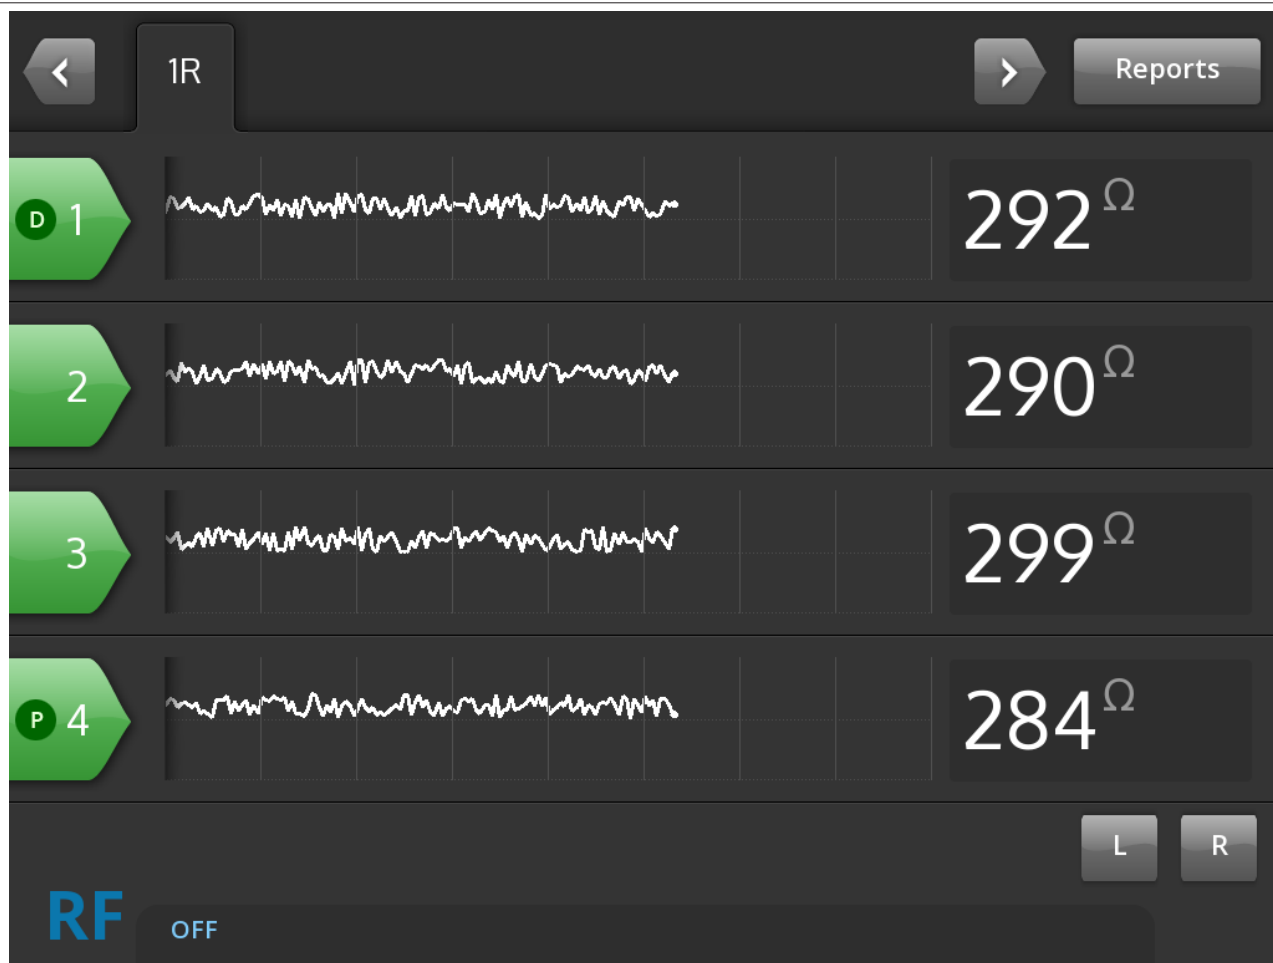 1R
Reports
D 1
292 Ω
2
290 Ω
3
299 Ω
P 4
284 Ω
L R
RF
OFF